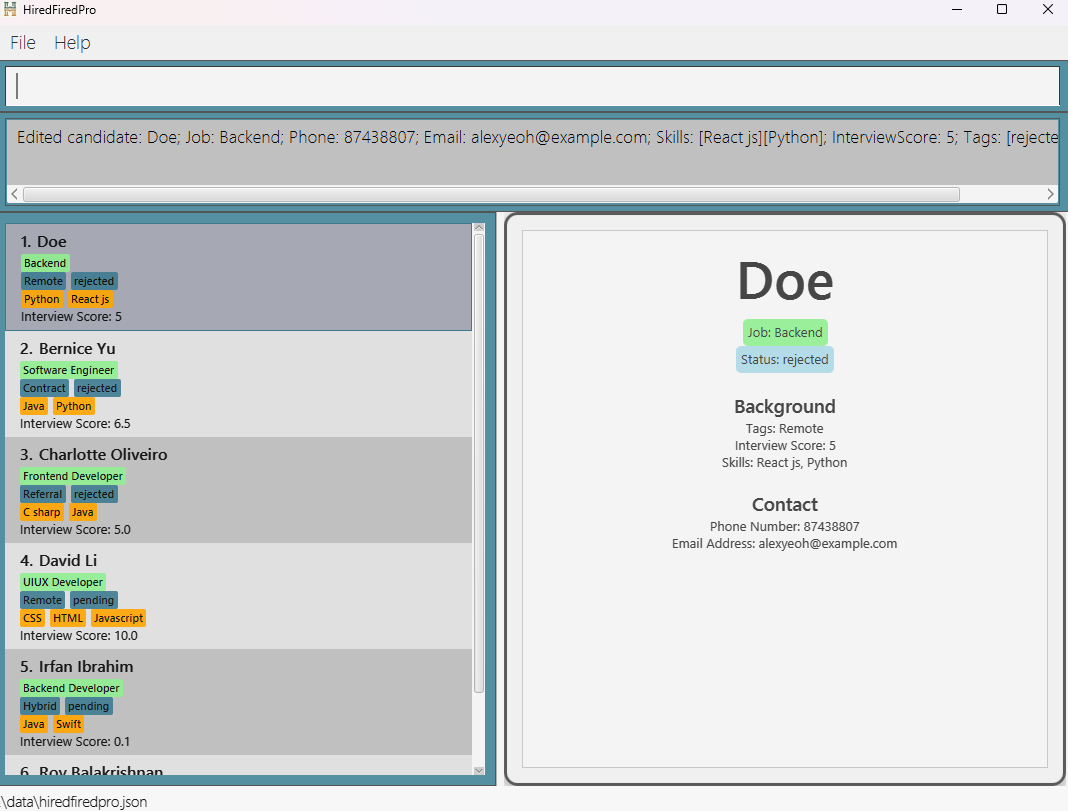 HiredFiredPro
File Help
Edited candidate: Doe; Job: Backend; Phone: 87438807; Email: alexyeoh@example.com; Skills: [React js][Python]; InterviewScore: 5; Tags: [rejecte
1. Doe
Backend
Remote rejected
Python React js
Interview Score: 5
2. Bernice Yu
Software Engineer
Contract rejected
Java Python
Interview Score: 6.5
3. Charlotte Oliveiro
Frontend Developer
Referral rejected
C sharp Java
Interview Score: 5.0
4. David Li
UIUX Developer
Remote pending
CSS HTML Javascript
Interview Score: 10.0
5. Irfan Ibrahim
Backend Developer
Hybrid pending
Java Swift
Interview Score: 0.1
6. Roy Balakrishnan
Doe
Job: Backend
Status: rejected
Background
Tags: Remote
Interview Score: 5
Skills: React js, Python
Contact
Phone Number: 87438807
Email Address: alexyeoh@example.com
.\data\hiredfiredpro.json